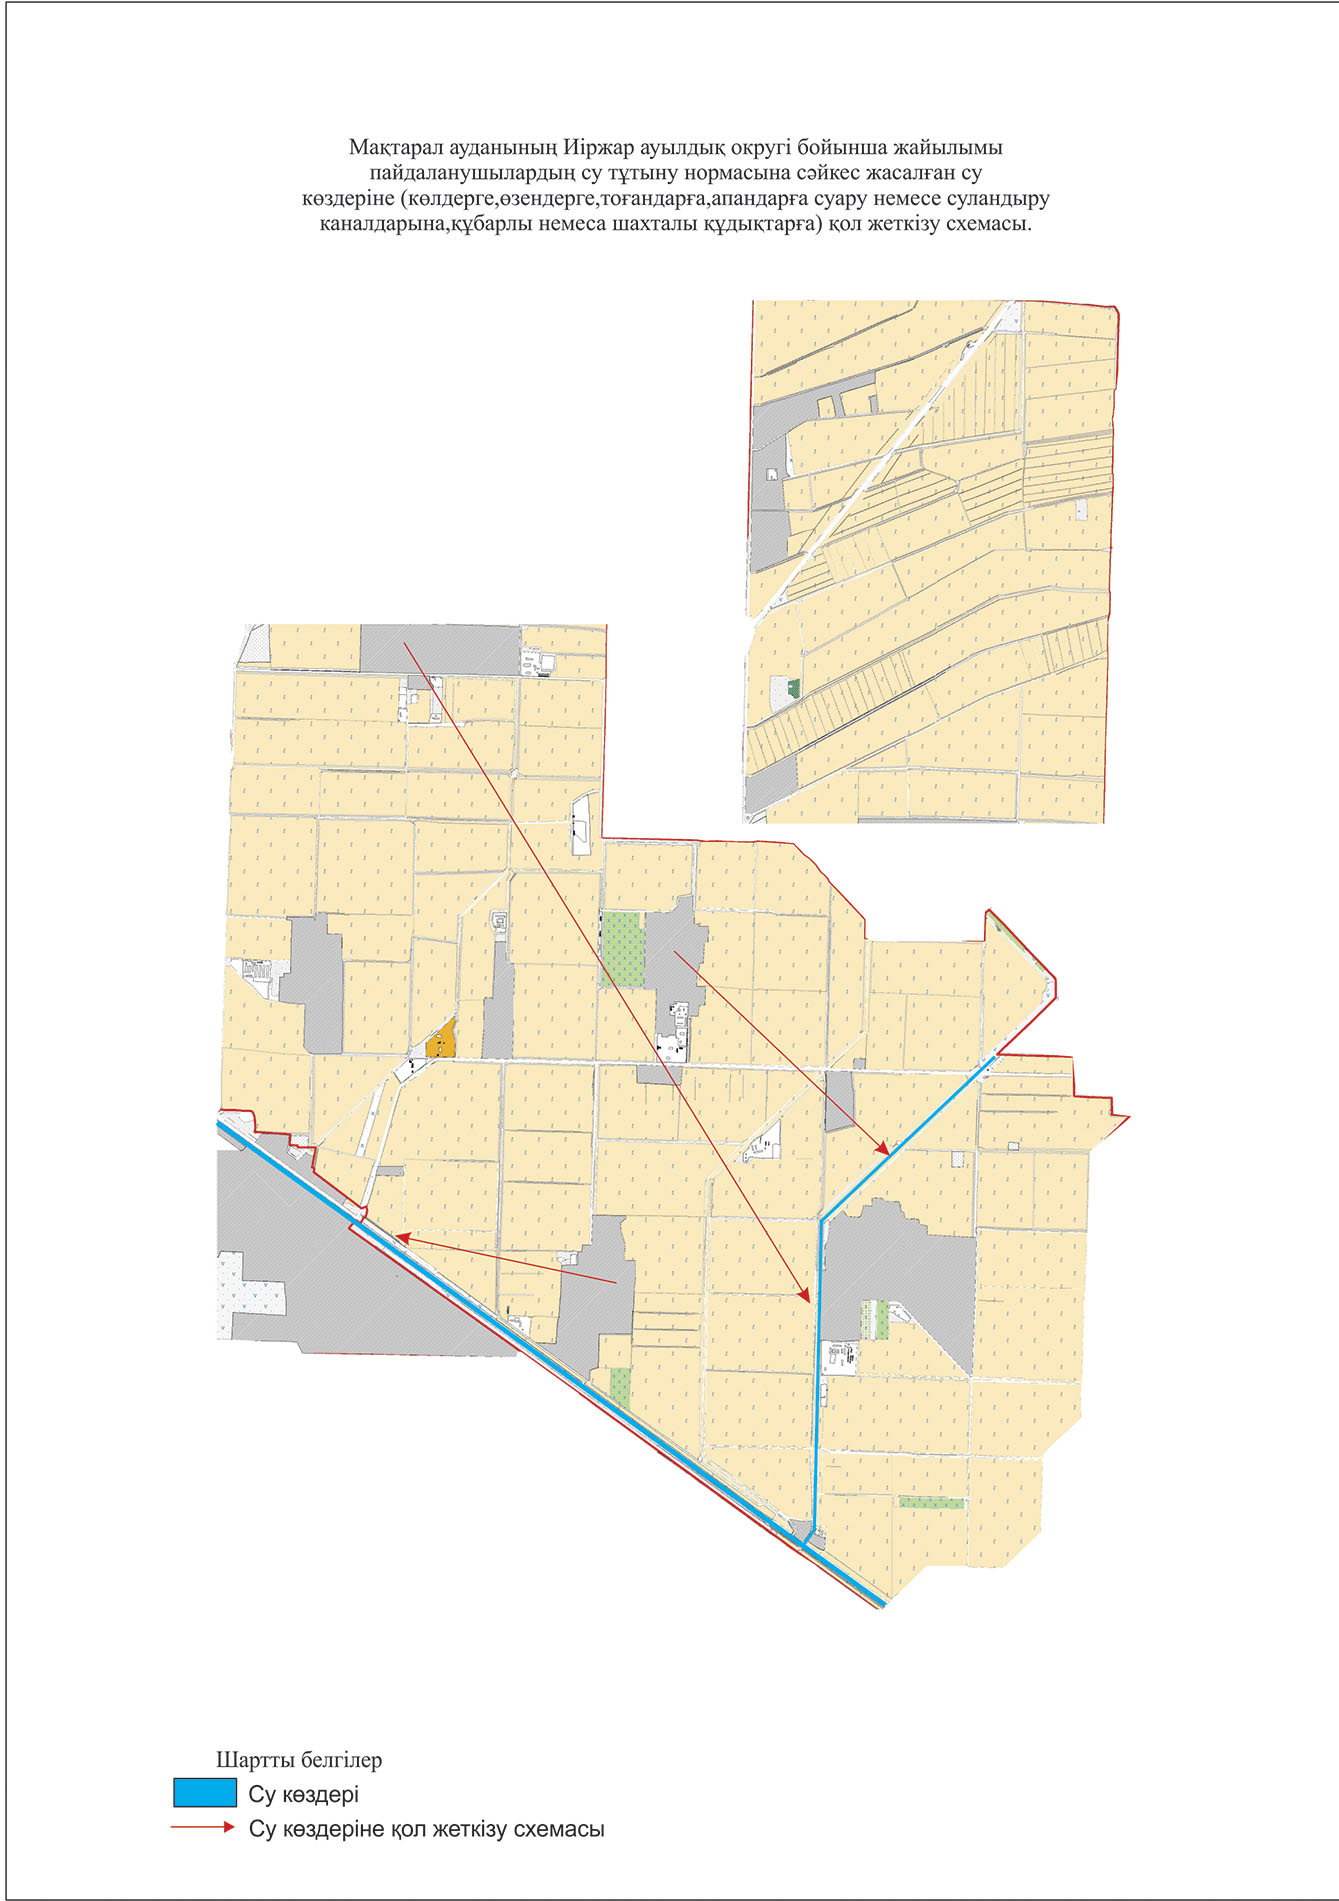 Мақтарал ауданының Иіржар ауылдық округі бойынша жайылымы
пайдаланушылардың су тұтыну нормасына сәйкес жасалған су
көздеріне (көлдерге,өзендерге,тоғандарға,апандарға суару немесе суландыру
каналдарына,құбарлы немеса шахталы құдықтарға) қол жеткізу схемасы.
Шартты белгілер
Су көздері
Су көздеріне қол жеткізу схемасы